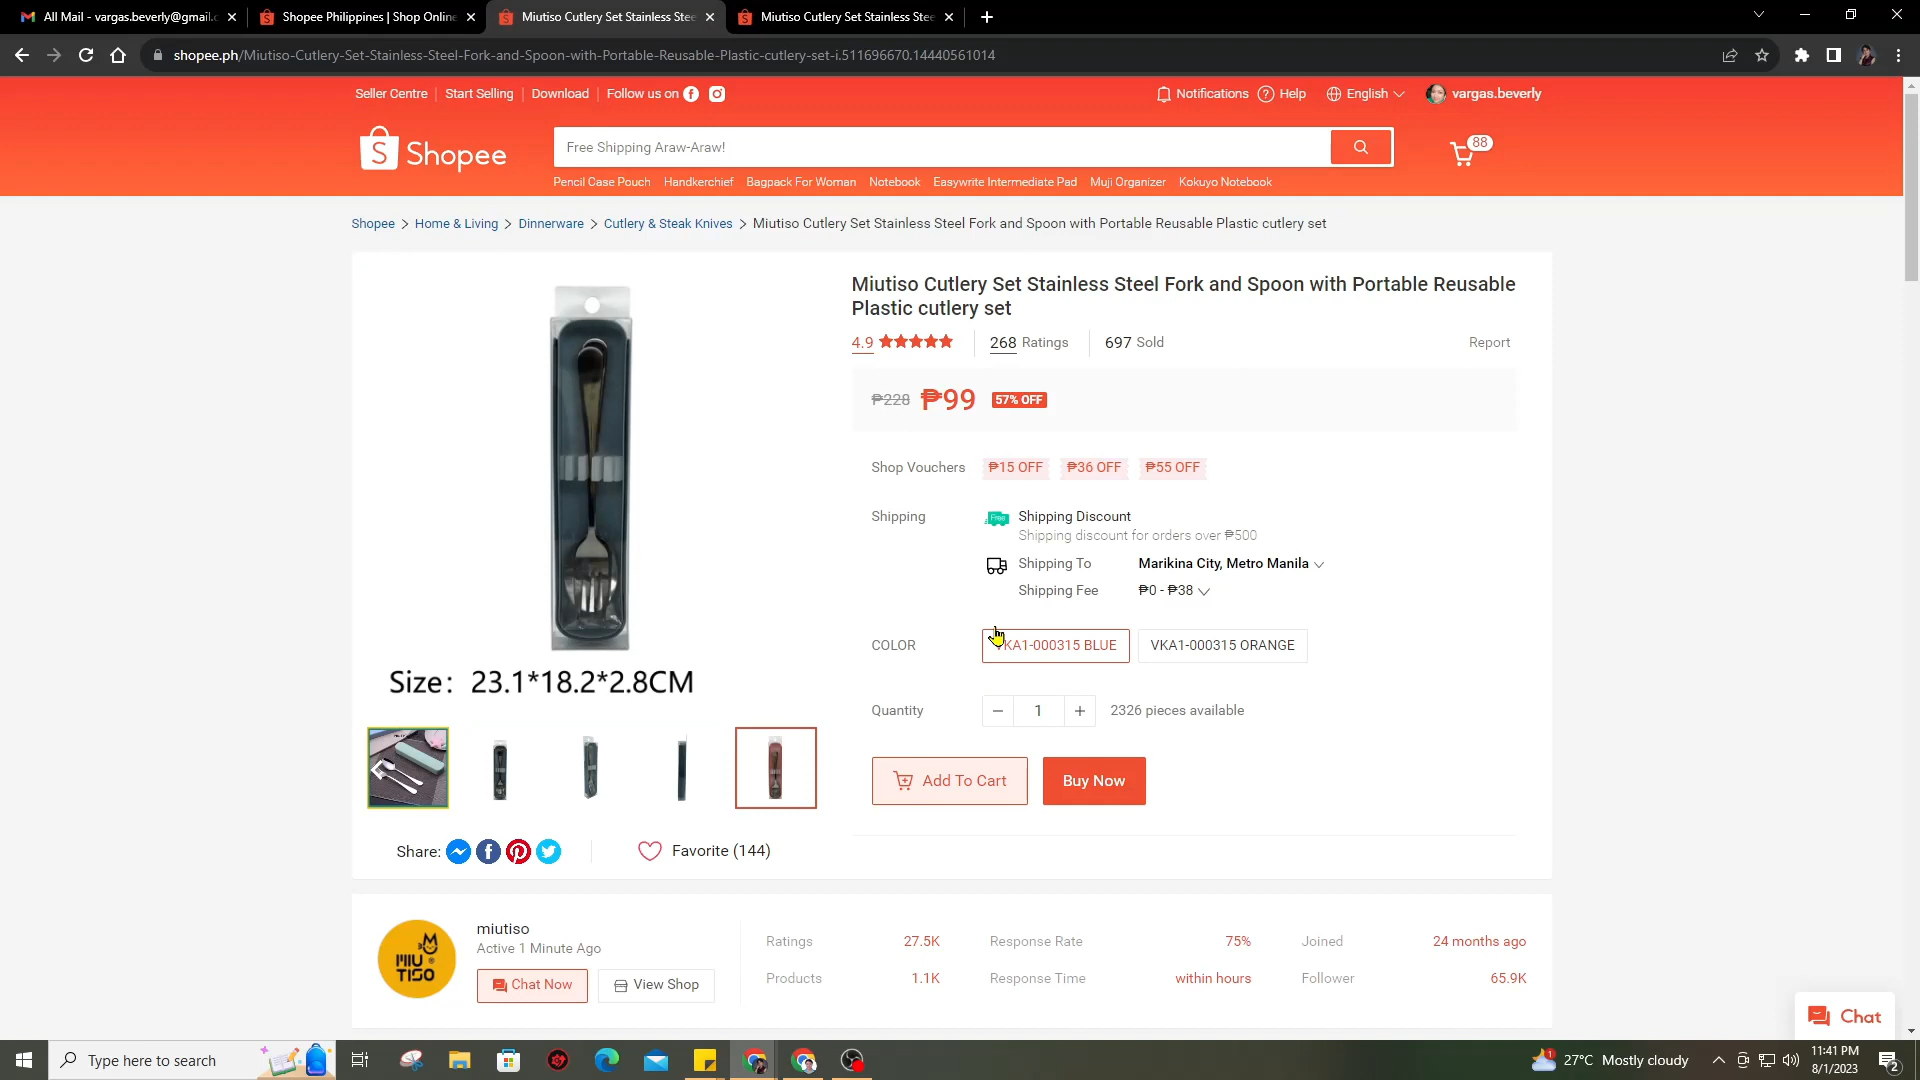 All Mail - vargas.beverly@gmail.c
Shopee Philippines | Shop Online
Miutiso Cutlery Set Stainless Stee
Miutiso Cutlery Set Stainless Stee
shopee.ph/Miutiso-Cutlery-Set-Stainless-Steel-Fork-and-Spoon-with-Portable-Reusable-Plastic-cutlery-set-i.511696670.14440561014
Seller Centre | Start Selling | Download | Follow us on
Notifications Help English vargas.beverly
Shopee
Free Shipping Araw-Araw!
88
Pencil Case Pouch Handkerchief Bagpack For Woman Notebook Easywrite Intermediate Pad Muji Organizer Kokuyo Notebook
Shopee > Home & Living > Dinnerware > Cutlery & Steak Knives > Miutiso Cutlery Set Stainless Steel Fork and Spoon with Portable Reusable Plastic cutlery set
Miutiso Cutlery Set Stainless Steel Fork and Spoon with Portable Reusable
Plastic cutlery set
4.9 268 Ratings 697 Sold Report
₱228 ₱99 57% OFF
Shop Vouchers ₱15 OFF ₱36 OFF ₱55 OFF
Shipping Free Shipping Discount
Shipping discount for orders over ₱500
Shipping To Marikina City, Metro Manila
Shipping Fee ₱0 - ₱38
COLOR VKA1-000315 BLUE VKA1-000315 ORANGE
Size: 23.1*18.2*2.8CM
Quantity − 1 + 2326 pieces available
Add To Cart Buy Now
Share: Favorite (144)
MIUTISO
miutiso
Active 1 Minute Ago
Chat Now View Shop
Ratings 27.5K Response Rate 75% Joined 24 months ago
Products 1.1K Response Time within hours Follower 65.9K
Chat
Type here to search
1 27°C Mostly cloudy
11:41 PM
8/1/2023
2